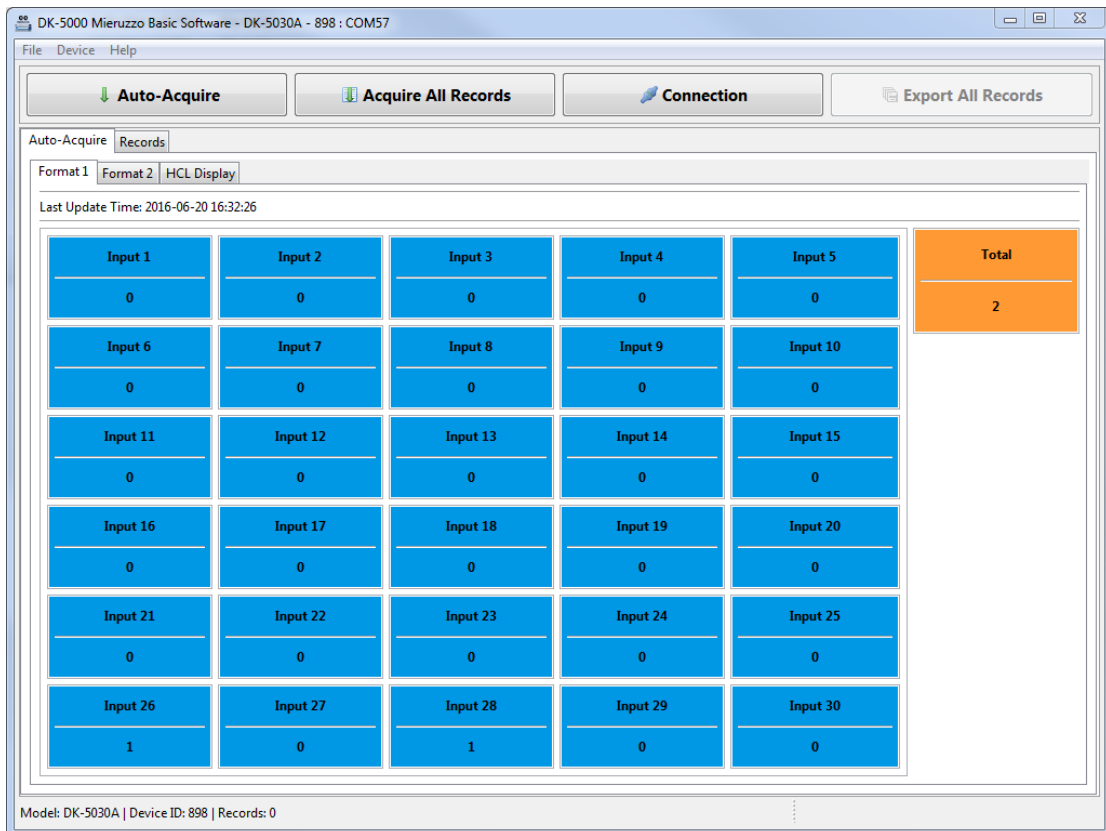 DK-5000 Mieruzzo Basic Software - DK-5030A - 898 : COM57
File Device Help
Auto-Acquire Acquire All Records Connection Export All Records
Auto-Acquire Records
Format 1 Format 2 HCL Display
Last Update Time: 2016-06-20 16:32:26
Input 1 Input 2 Input 3 Input 4 Input 5 Total
0 0 0 0 0 2
Input 6 Input 7 Input 8 Input 9 Input 10
0 0 0 0 0
Input 11 Input 12 Input 13 Input 14 Input 15
0 0 0 0 0
Input 16 Input 17 Input 18 Input 19 Input 20
0 0 0 0 0
Input 21 Input 22 Input 23 Input 24 Input 25
0 0 0 0 0
Input 26 Input 27 Input 28 Input 29 Input 30
1 0 1 0 0
Model: DK-5030A | Device ID: 898 | Records: 0